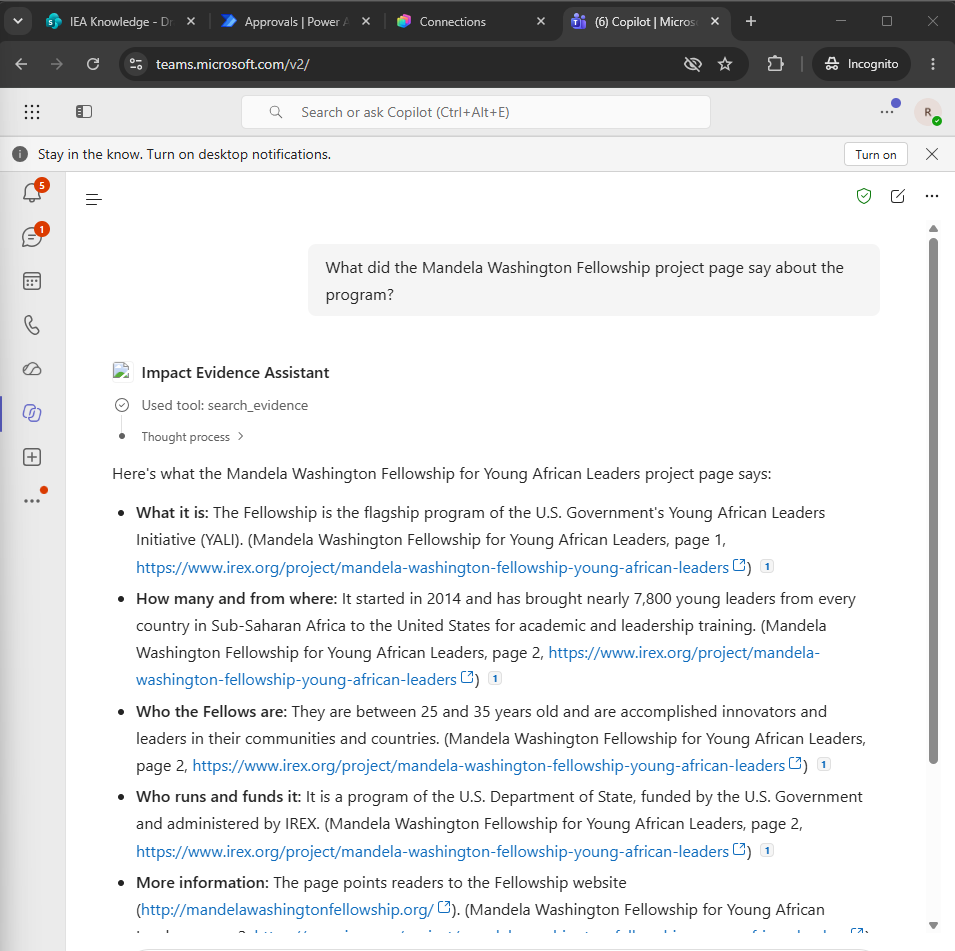 IEA Knowledge - Dr
Approvals | Power A
Connections
(6) Copilot | Micros
teams.microsoft.com/v2/
Incognito
Search or ask Copilot (Ctrl+Alt+E)
R
Stay in the know. Turn on desktop notifications.
Turn on
5
1
What did the Mandela Washington Fellowship project page say about the
program?
Impact Evidence Assistant
Used tool: search_evidence
Thought process
Here's what the Mandela Washington Fellowship for Young African Leaders project page says:
• What it is: The Fellowship is the flagship program of the U.S. Government's Young African Leaders
Initiative (YALI). (Mandela Washington Fellowship for Young African Leaders, page 1,
https://www.irex.org/project/mandela-washington-fellowship-young-african-leaders) 1
• How many and from where: It started in 2014 and has brought nearly 7,800 young leaders from every
country in Sub-Saharan Africa to the United States for academic and leadership training. (Mandela
Washington Fellowship for Young African Leaders, page 2, https://www.irex.org/project/mandela-
washington-fellowship-young-african-leaders) 1
• Who the Fellows are: They are between 25 and 35 years old and are accomplished innovators and
leaders in their communities and countries. (Mandela Washington Fellowship for Young African Leaders,
page 2, https://www.irex.org/project/mandela-washington-fellowship-young-african-leaders) 1
• Who runs and funds it: It is a program of the U.S. Department of State, funded by the U.S. Government
and administered by IREX. (Mandela Washington Fellowship for Young African Leaders, page 2,
https://www.irex.org/project/mandela-washington-fellowship-young-african-leaders) 1
• More information: The page points readers to the Fellowship website
(http://mandelawashingtonfellowship.org/). (Mandela Washington Fellowship for Young African